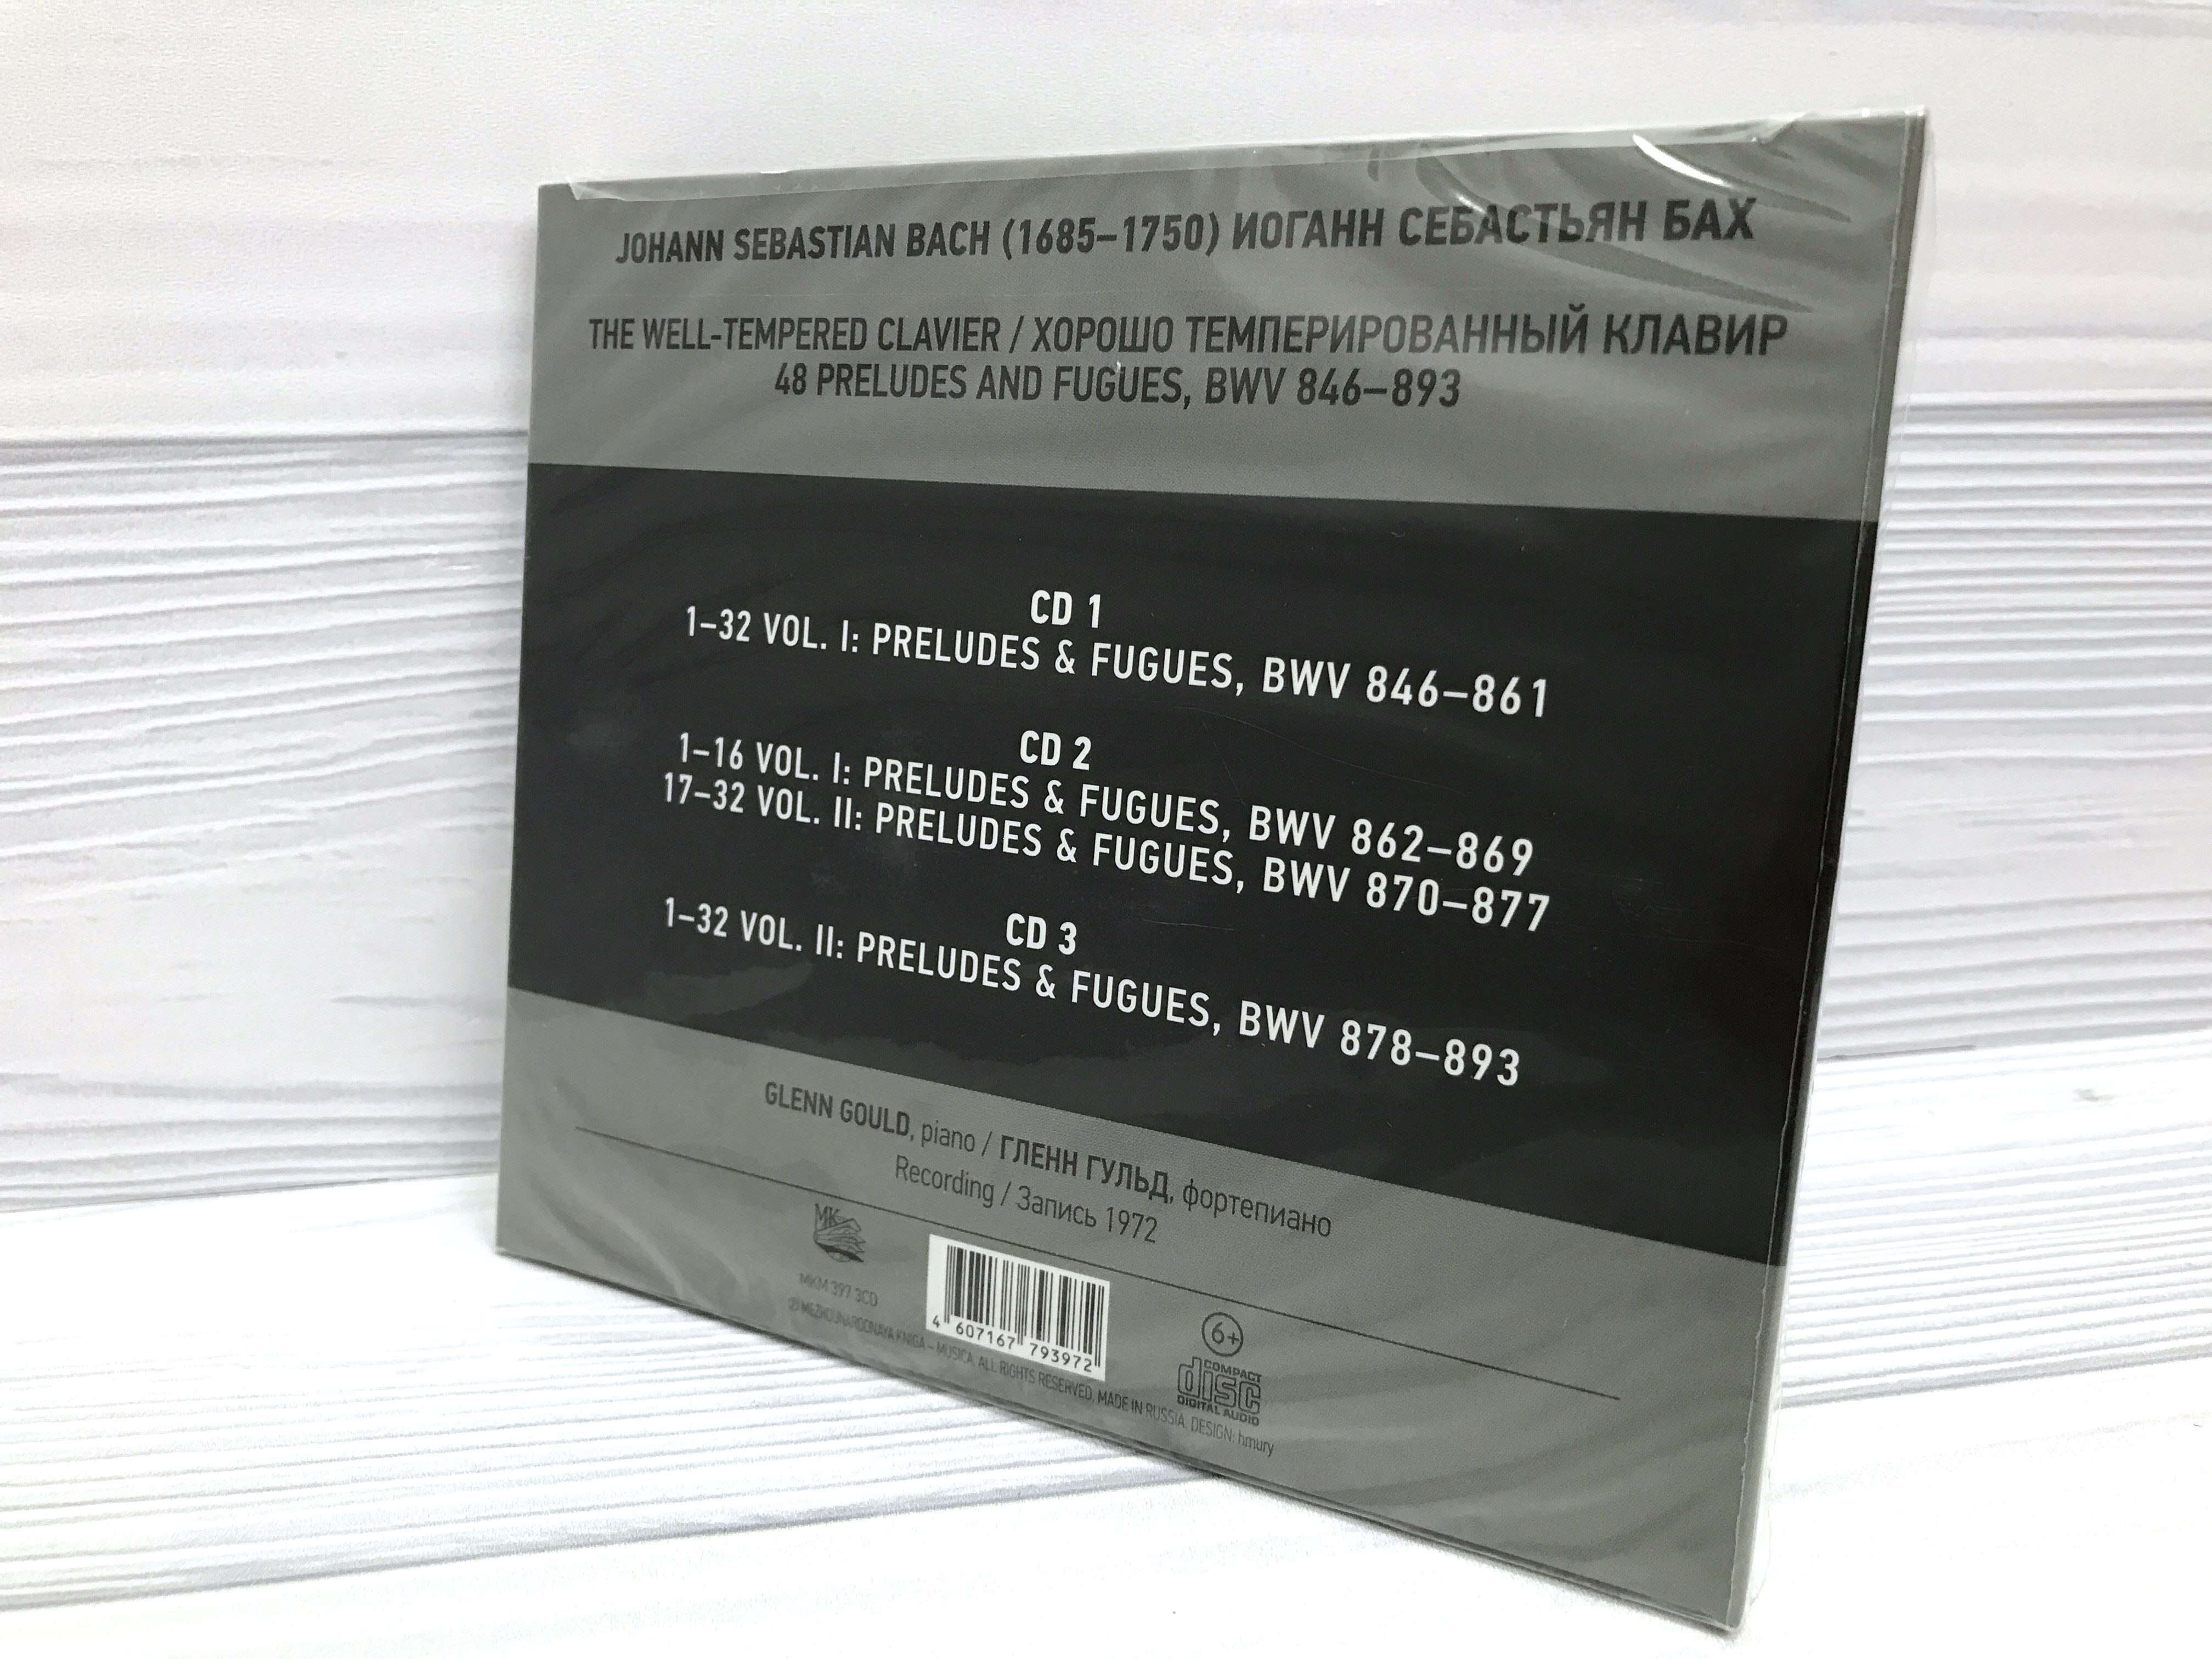 JOHANN SEBASTIAN BACH (1685–1750) ИОГАНН СЕБАСТЬЯН БАХ
THE WELL-TEMPERED CLAVIER / ХОРОШО ТЕМПЕРИРОВАННЫЙ КЛАВИР
48 PRELUDES AND FUGUES, BWV 846–893
CD 1
1–32 VOL. I: PRELUDES & FUGUES, BWV 846–861
CD 2
1–16 VOL. I: PRELUDES & FUGUES, BWV 862–869
17–32 VOL. II: PRELUDES & FUGUES, BWV 870–877
CD 3
1–32 VOL. II: PRELUDES & FUGUES, BWV 878–893
GLENN GOULD, piano / ГЛЕНН ГУЛЬД, фортепиано
Recording / Запись 1972
MK
MKM 397 3CD
4 607167 793972
6+
COMPACT
disc
DIGITAL AUDIO
℗ MEZHDUNARODNAYA KNIGA – MUSICA. ALL RIGHTS RESERVED. MADE IN RUSSIA. DESIGN: hmury